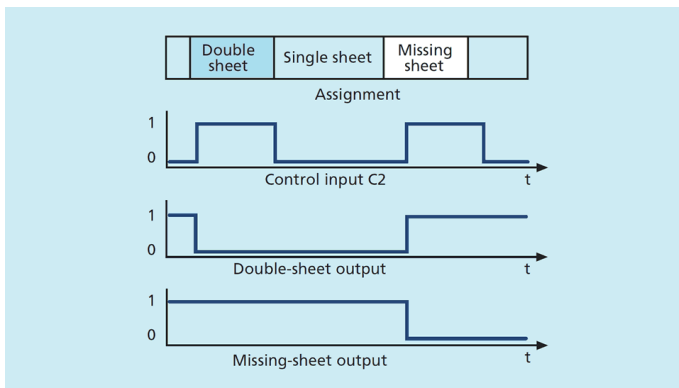 Double
sheet
Single sheet
Missing
sheet
Assignment
1
0
Control input C2
t
1
0
Double-sheet output
t
1
0
Missing-sheet output
t